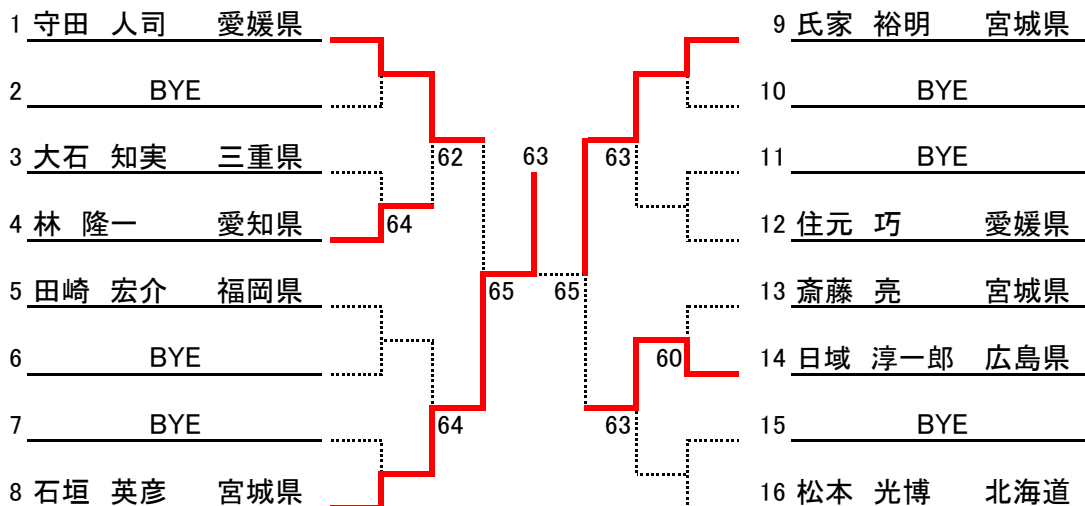 1 守田 人司 愛媛県
2 BYE
3 大石 知実 三重県
4 林 隆一 愛知県
5 田崎 宏介 福岡県
6 BYE
7 BYE
8 石垣 英彦 宮城県
62
64
64
65
63
65
63
60
63
9 氏家 裕明 宮城県
10 BYE
11 BYE
12 住元 巧 愛媛県
13 斎藤 亮 宮城県
14 日域 淳一郎 広島県
15 BYE
16 松本 光博 北海道